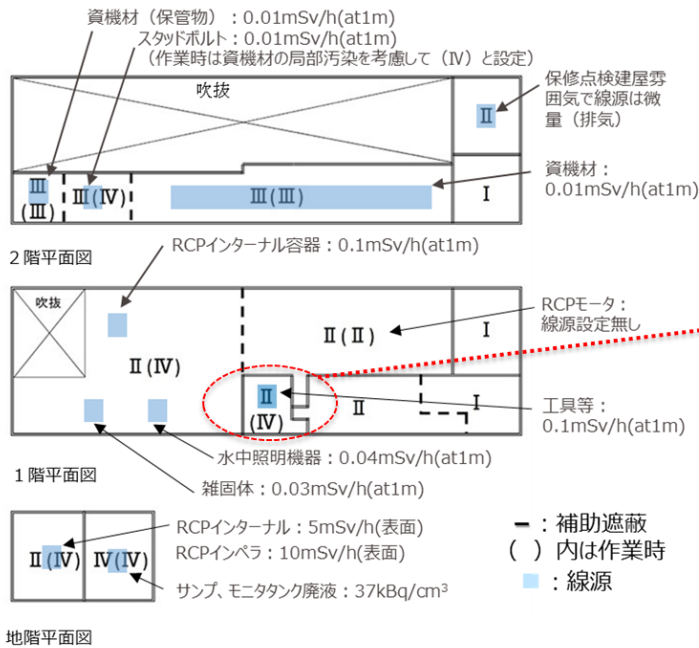 資機材（保管物）：0.01mSv/h(at1m)
スタッドボルト：0.01mSv/h(at1m)
（作業時は資機材の局部汚染を考慮して（Ⅳ）と設定）
吹抜
保修点検建屋雰
囲気で線源は微
量（排気）
Ⅱ
資機材：
0.01mSv/h(at1m)
Ⅲ
(Ⅲ)
Ⅲ(Ⅳ)
Ⅲ(Ⅲ)
Ⅰ
２階平面図
RCPインターナル容器：0.1mSv/h(at1m)
吹抜
RCPモータ：
線源設定無し
Ⅱ(Ⅱ)
Ⅰ
Ⅱ(Ⅳ)
Ⅱ
(Ⅳ)
Ⅱ
Ⅰ
工具等：
0.1mSv/h(at1m)
水中照明機器：0.04mSv/h(at1m)
１階平面図
雑固体：0.03mSv/h(at1m)
RCPインターナル：5mSv/h(表面)
RCPインペラ：10mSv/h(表面)
Ⅱ(Ⅳ)
Ⅳ(Ⅳ)
サンプ、モニタタンク廃液：37kBq/cm³
：補助遮蔽
( ）内は作業時
：線源
地階平面図